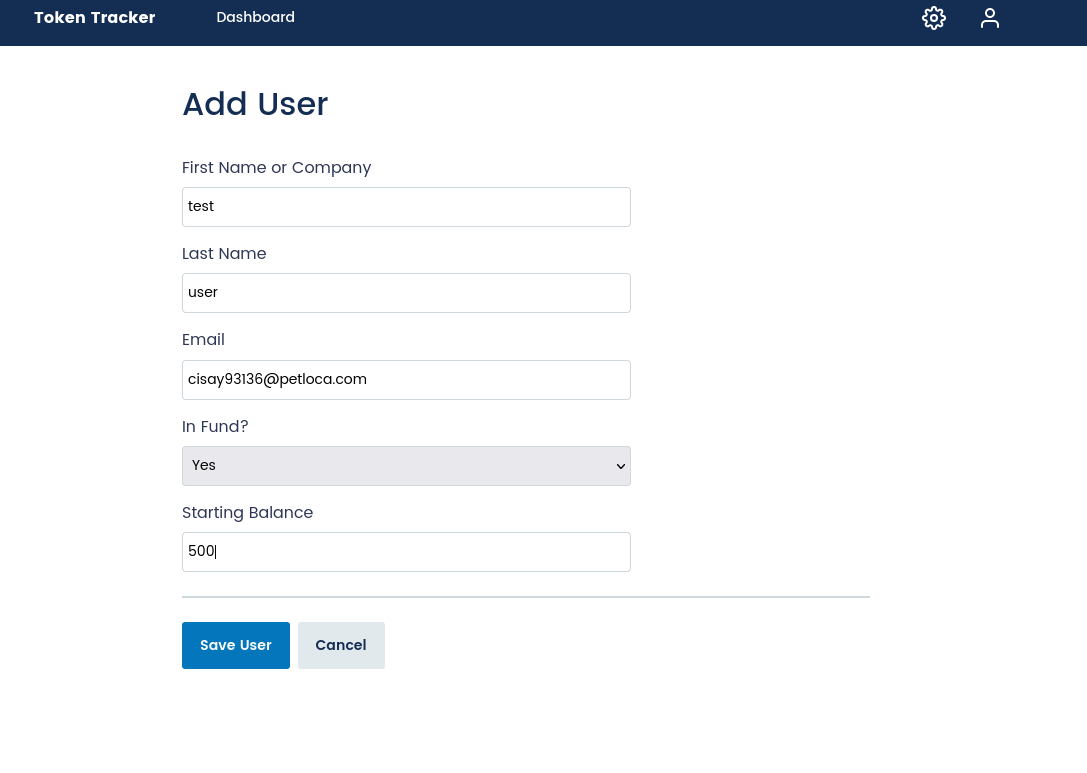 Token Tracker Dashboard
Add User
First Name or Company
test
Last Name
user
Email
cisay93136@petloca.com
In Fund?
Yes
Starting Balance
500
Save User Cancel